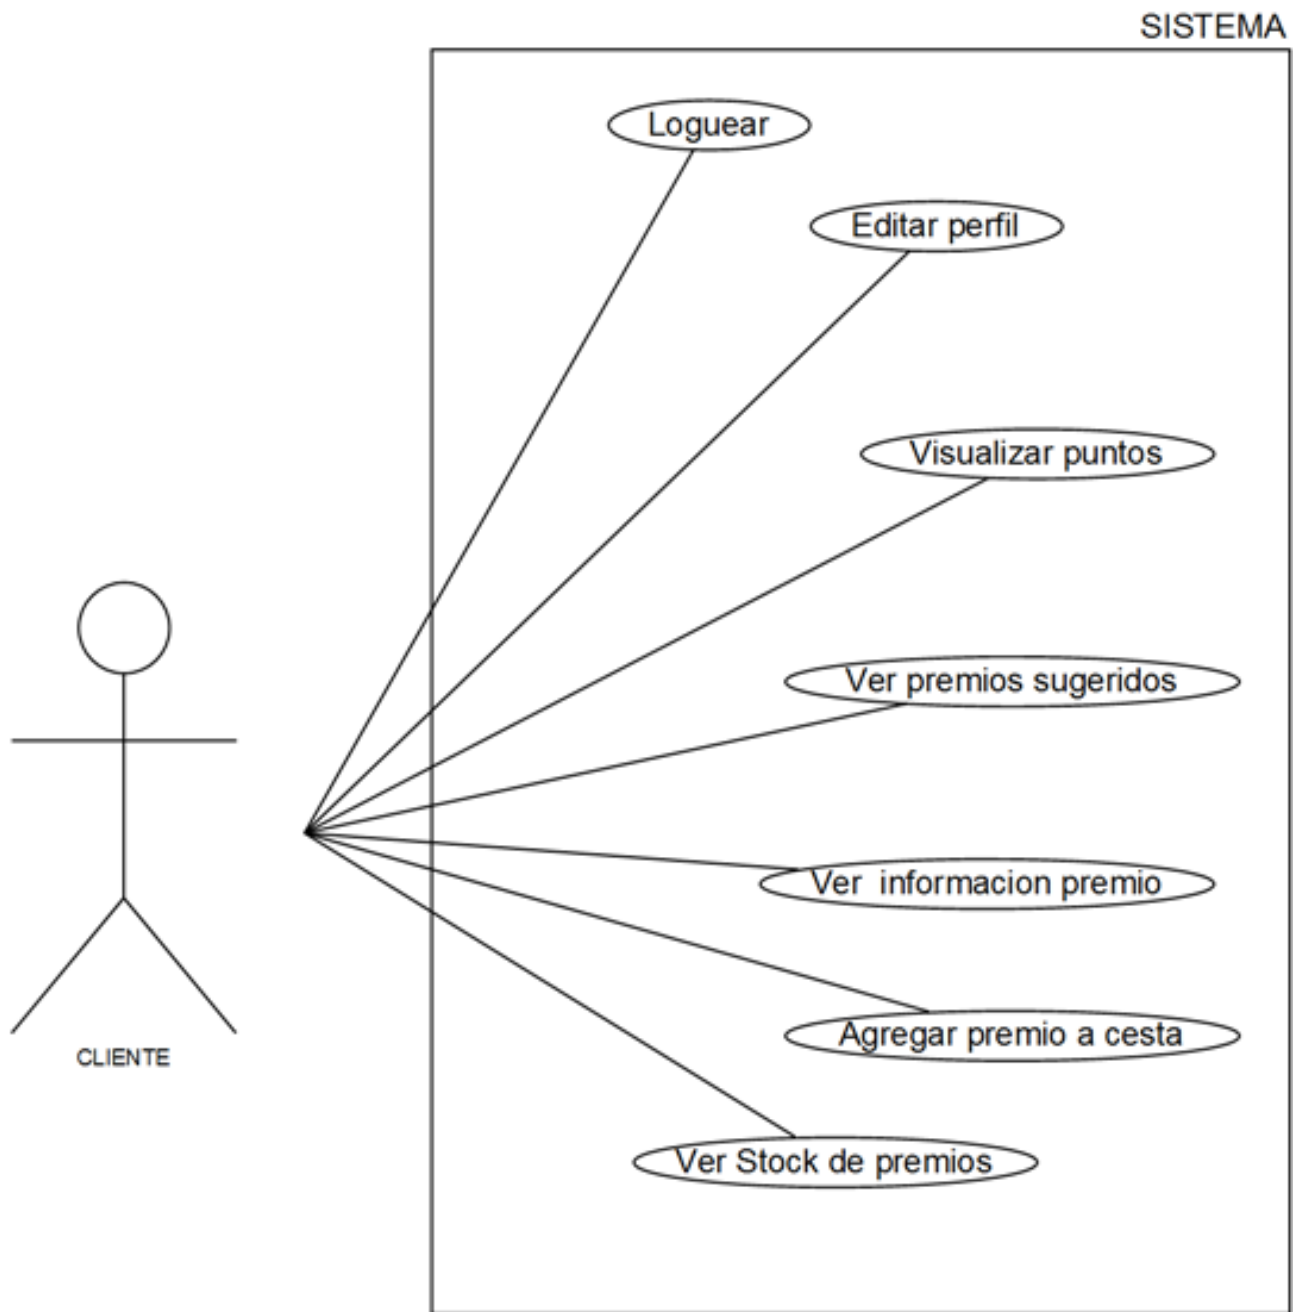 SISTEMA
Loguear
Editar perfil
Visualizar puntos
Ver premios sugeridos
Ver informacion premio
Agregar premio a cesta
CLIENTE
Ver Stock de premios